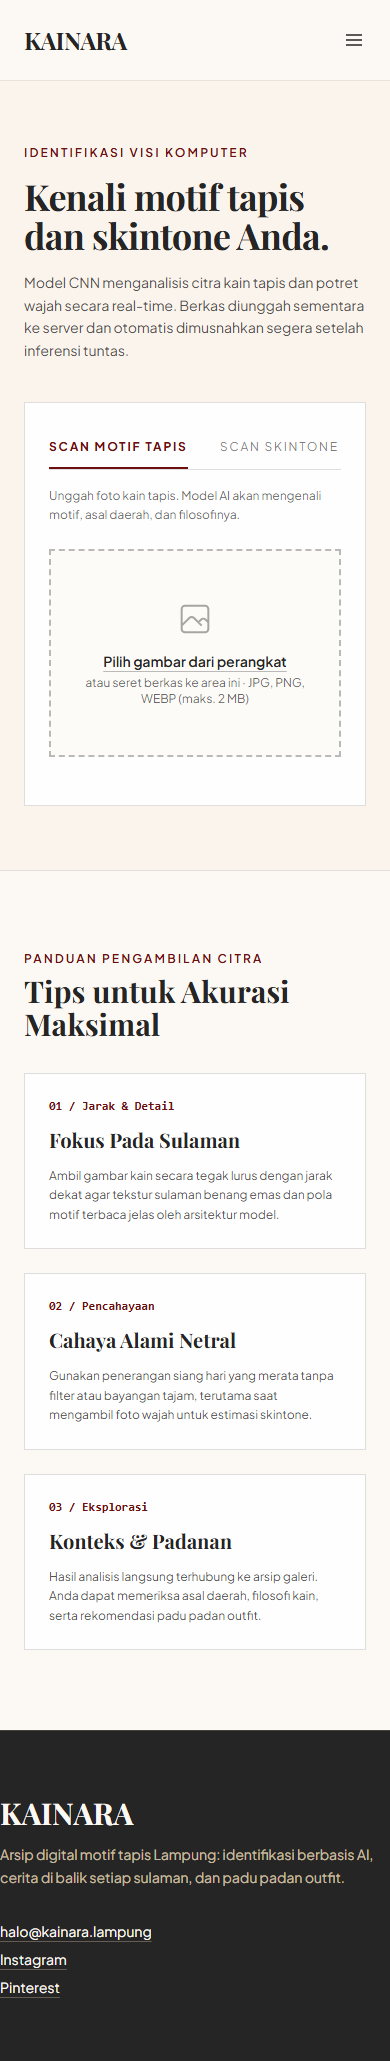 KAINARA
IDENTIFIKASI VISI KOMPUTER
Kenali motif tapis
dan skintone Anda.
Model CNN menganalisis citra kain tapis dan potret
wajah secara real-time. Berkas diunggah sementara
ke server dan otomatis dimusnahkan segera setelah
inferensi tuntas.
SCAN MOTIF TAPIS SCAN SKINTONE
Unggah foto kain tapis. Model AI akan mengenali
motif, asal daerah, dan filosofinya.
Pilih gambar dari perangkat
atau seret berkas ke area ini · JPG, PNG,
WEBP (maks. 2 MB)
PANDUAN PENGAMBILAN CITRA
Tips untuk Akurasi
Maksimal
01 / Jarak & Detail
Fokus Pada Sulaman
Ambil gambar kain secara tegak lurus dengan jarak
dekat agar tekstur sulaman benang emas dan pola
motif terbaca jelas oleh arsitektur model.
02 / Pencahayaan
Cahaya Alami Netral
Gunakan penerangan siang hari yang merata tanpa
filter atau bayangan tajam, terutama saat
mengambil foto wajah untuk estimasi skintone.
03 / Eksplorasi
Konteks & Padanan
Hasil analisis langsung terhubung ke arsip galeri.
Anda dapat memeriksa asal daerah, filosofi kain,
serta rekomendasi padu padan outfit.
KAINARA
Arsip digital motif tapis Lampung: identifikasi berbasis AI,
cerita di balik setiap sulaman, dan padu padan outfit.
halo@kainara.lampung
Instagram
Pinterest